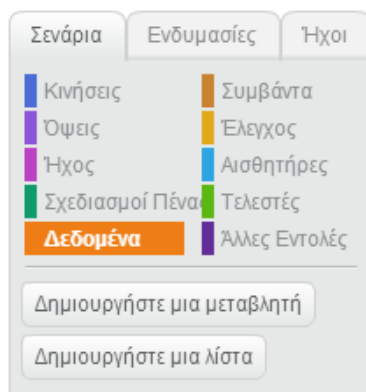 Σενάρια Ενδυμασίες Ήχοι
Κινήσεις Συμβάντα
Όψεις Έλεγχος
Ήχος Αισθητήρες
Σχεδιασμοί Πένας Τελεστές
Δεδομένα Άλλες Εντολές
Δημιουργήστε μια μεταβλητή
Δημιουργήστε μια λίστα